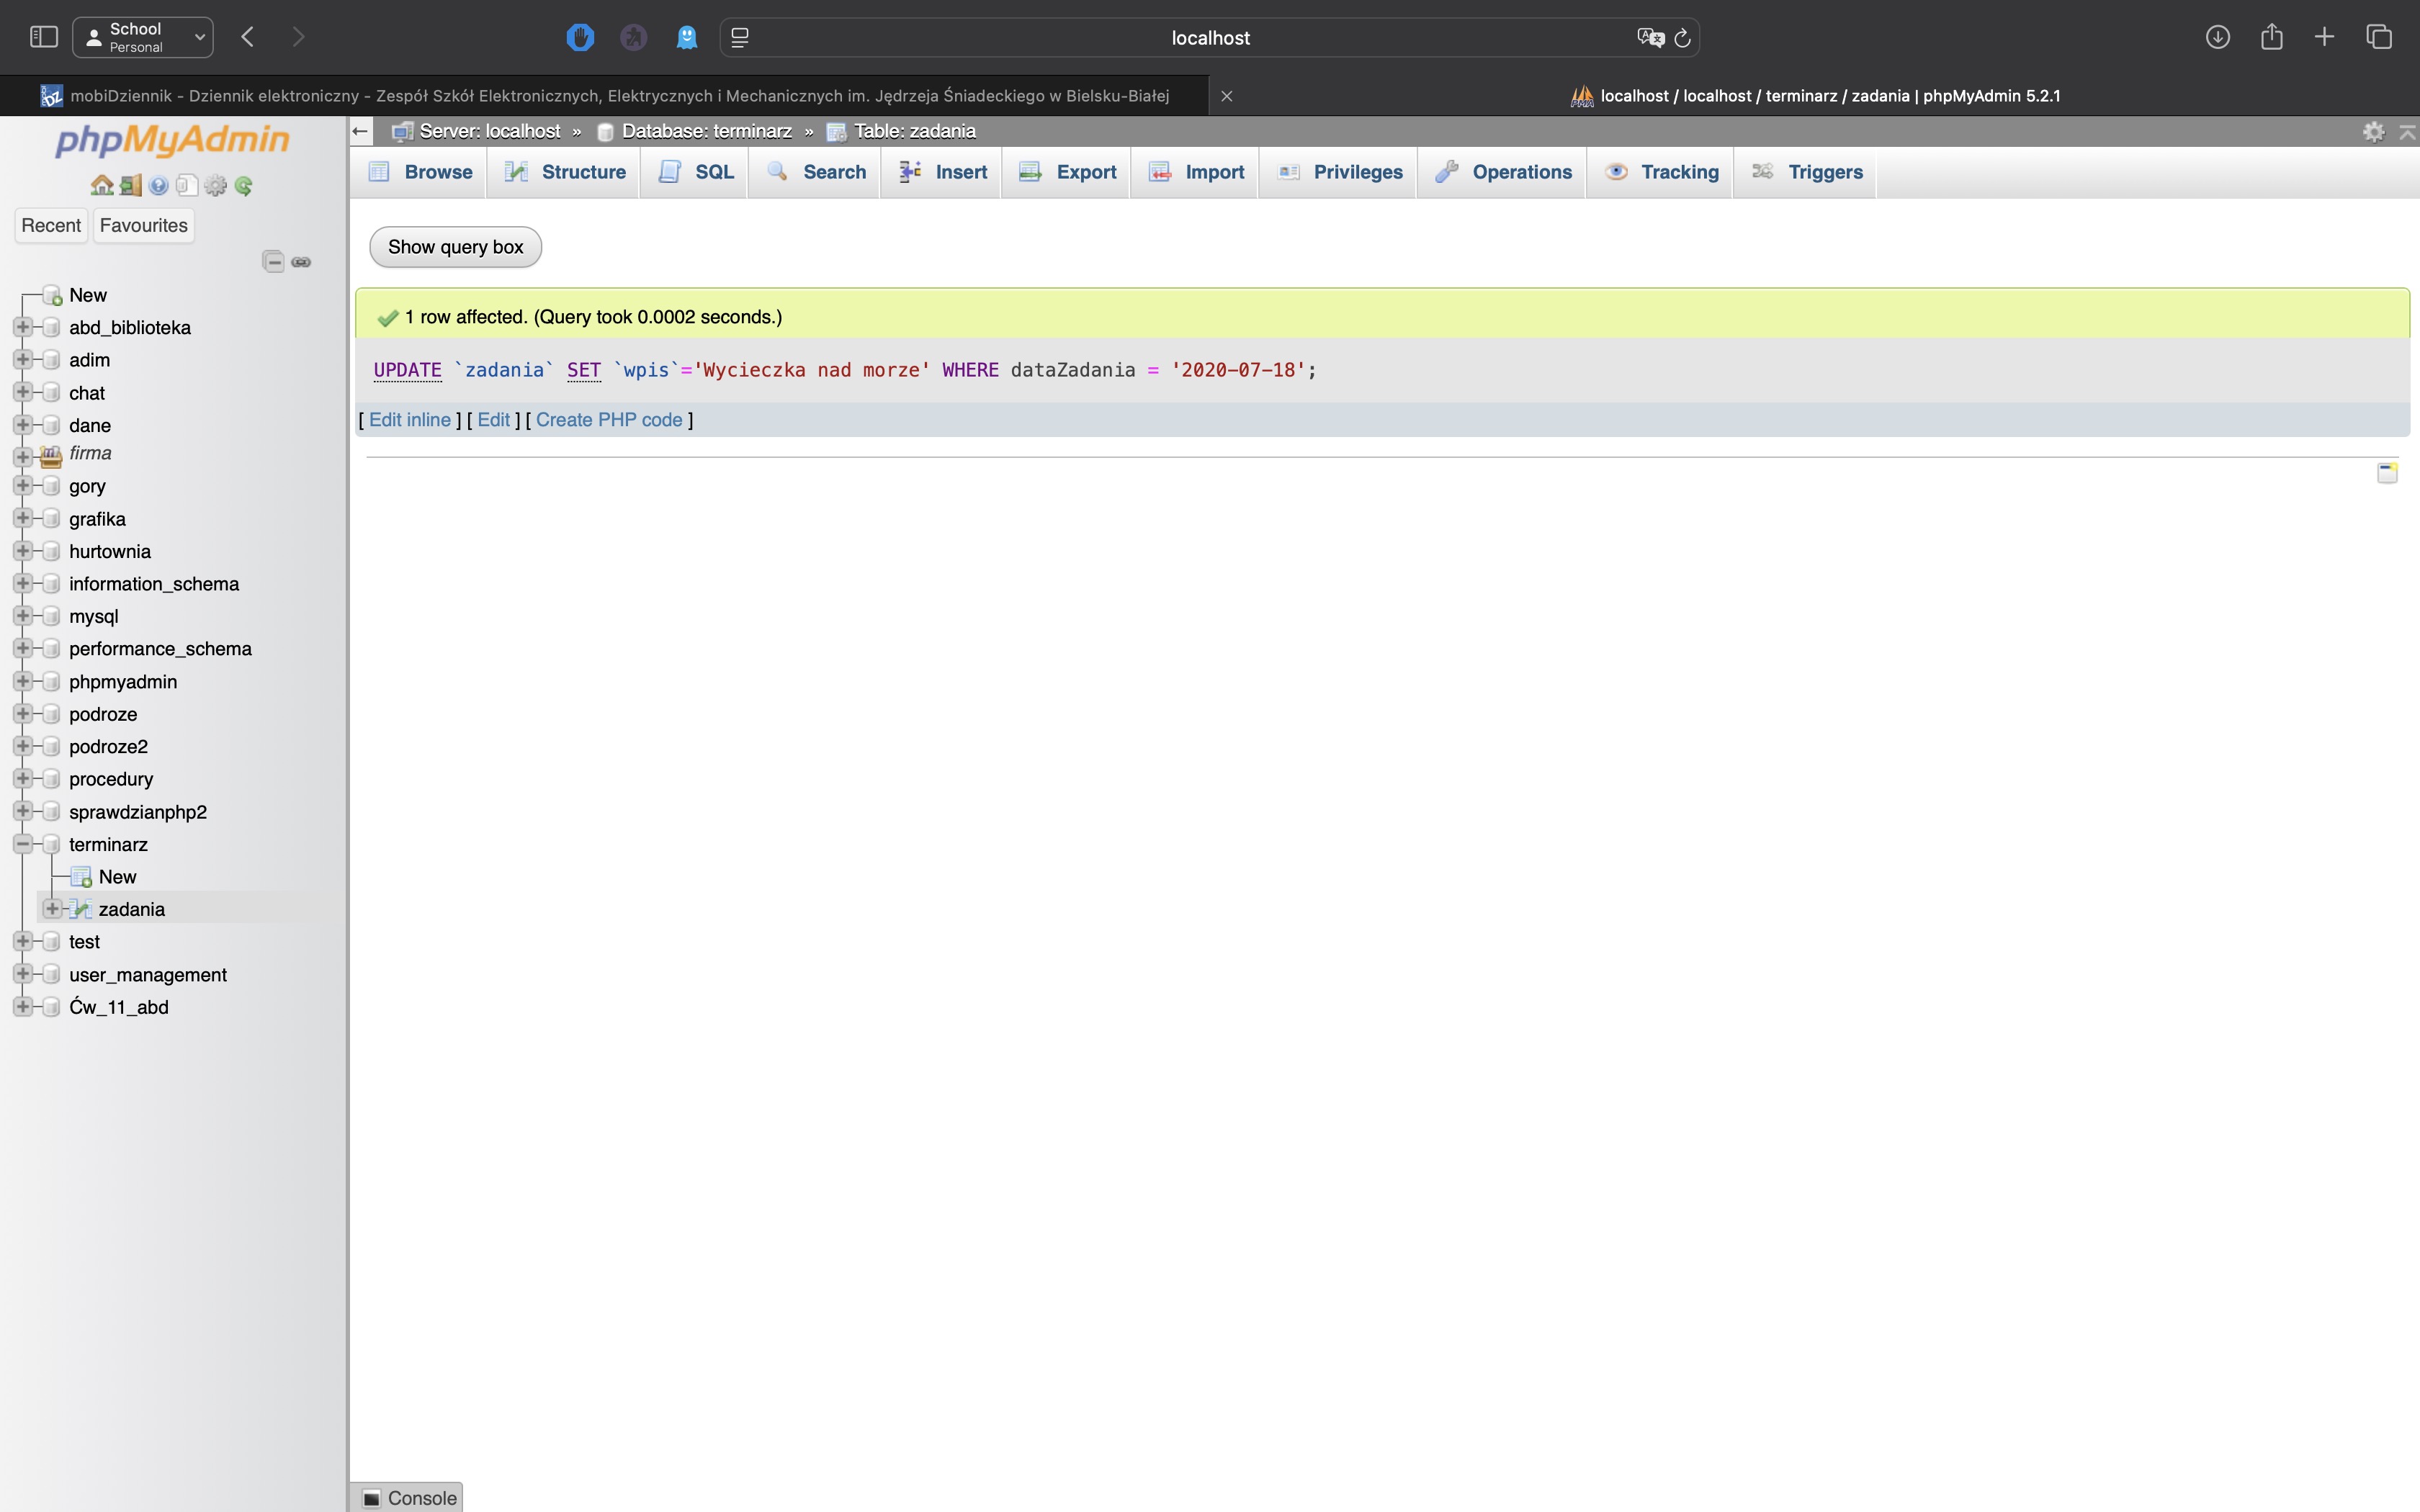 School
Personal
localhost
mobiDziennik - Dziennik elektroniczny - Zespół Szkół Elektronicznych, Elektrycznych i Mechanicznych im. Jędrzeja Śniadeckiego w Bielsku-Białej
localhost / localhost / terminarz / zadania | phpMyAdmin 5.2.1
phpMyAdmin
Recent
Favourites
New
abd_biblioteka
adim
chat
dane
firma
gory
grafika
hurtownia
information_schema
mysql
performance_schema
phpmyadmin
podroze
podroze2
procedury
sprawdzianphp2
terminarz
New
zadania
test
user_management
Ćw_11_abd
Server: localhost » Database: terminarz » Table: zadania
Browse Structure SQL Search Insert Export Import Privileges Operations Tracking Triggers
Show query box
1 row affected. (Query took 0.0002 seconds.)
UPDATE `zadania` SET `wpis`='Wycieczka nad morze' WHERE dataZadania = '2020-07-18';
[ Edit inline ] [ Edit ] [ Create PHP code ]
Console